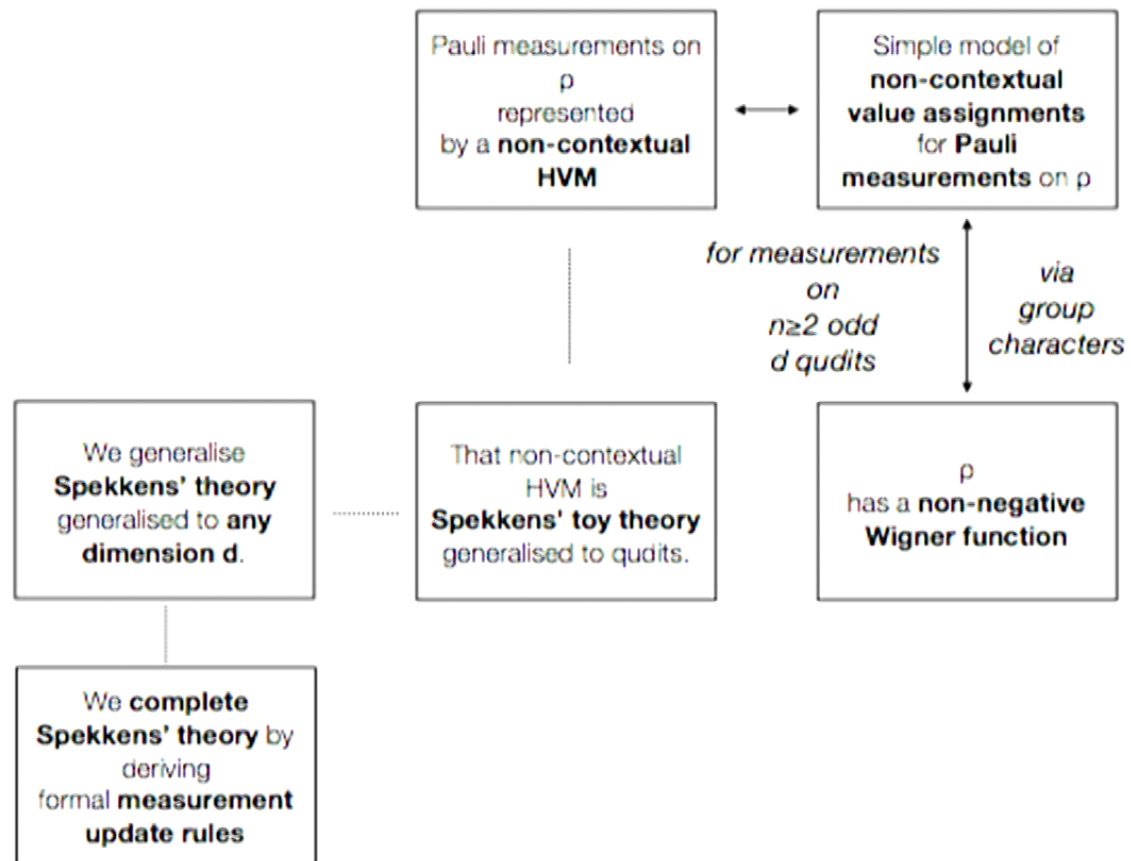 Pauli measurements on
ρ
represented
by a non-contextual
HVM
Simple model of
non-contextual
value assignments
for Pauli
measurements on ρ
for measurements
on
n≥2 odd
d qudits
via
group
characters
We generalise
Spekkens' theory
generalised to any
dimension d.
That non-contextual
HVM is
Spekkens' toy theory
generalised to qudits.
ρ
has a non-negative
Wigner function
We complete
Spekkens' theory by
deriving
formal measurement
update rules